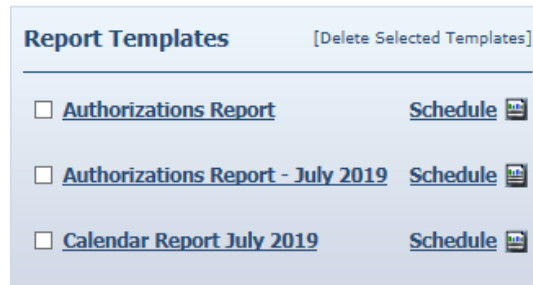 Report Templates [Delete Selected Templates]
Authorizations Report Schedule
Authorizations Report - July 2019 Schedule
Calendar Report July 2019 Schedule